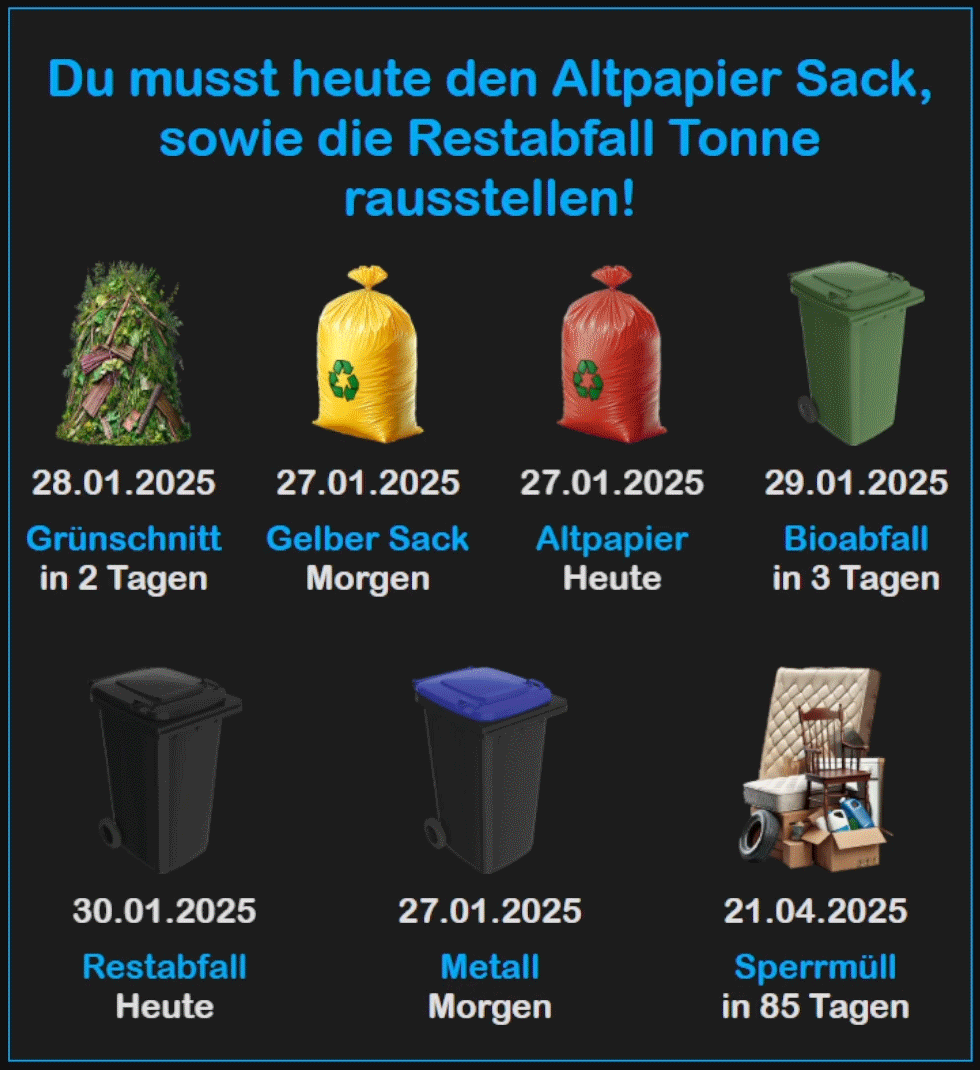 Du musst heute den Altpapier Sack,
sowie die Restabfall Tonne
rausstellen!
28.01.2025
27.01.2025
27.01.2025
29.01.2025
Grünschnitt
Gelber Sack
Altpapier
Bioabfall
in 2 Tagen
Morgen
Heute
in 3 Tagen
30.01.2025
27.01.2025
21.04.2025
Restabfall
Metall
Sperrmüll
Heute
Morgen
in 85 Tagen